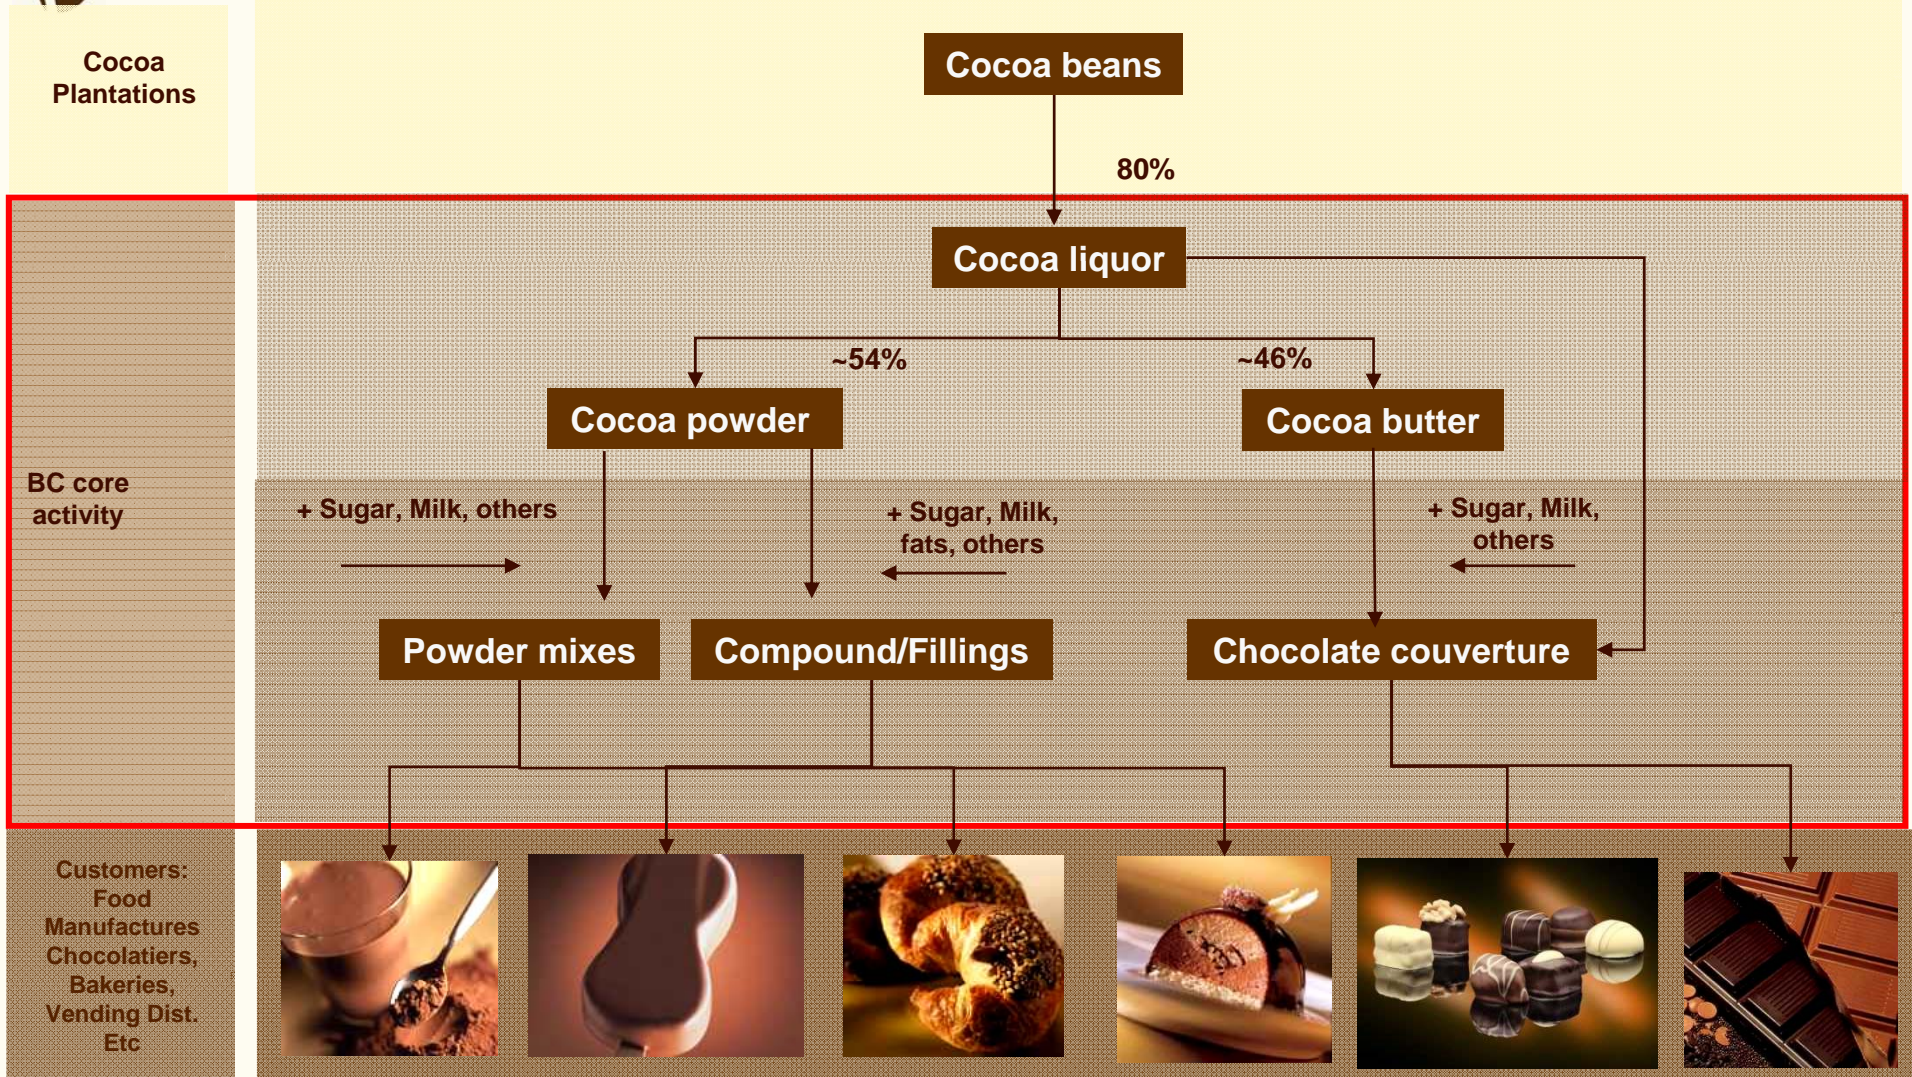 Cocoa
Plantations
Cocoa beans
80%
Cocoa liquor
~54%
~46%
Cocoa powder
Cocoa butter
BC core
activity
+ Sugar, Milk, others
+ Sugar, Milk,
fats, others
+ Sugar, Milk,
others
Powder mixes
Compound/Fillings
Chocolate couverture
Customers:
Food
Manufactures
Chocolatiers,
Bakeries,
Vending Dist.
Etc